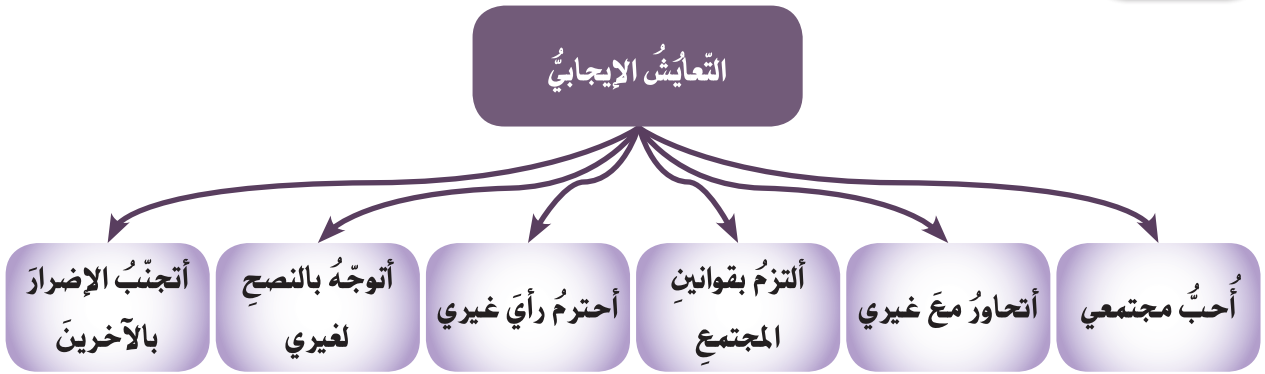 التّعايُشُ الإيجابيُّ
أُحبُّ مجتمعي
أتحاورُ معَ غيري
ألتزمُ بقوانينِ
المجتمعِ
أحترمُ رأيَ غيري
أتوجّهُ بالنصحِ
لغيري
أتجنّبُ الإضرارَ
بالآخرينَ